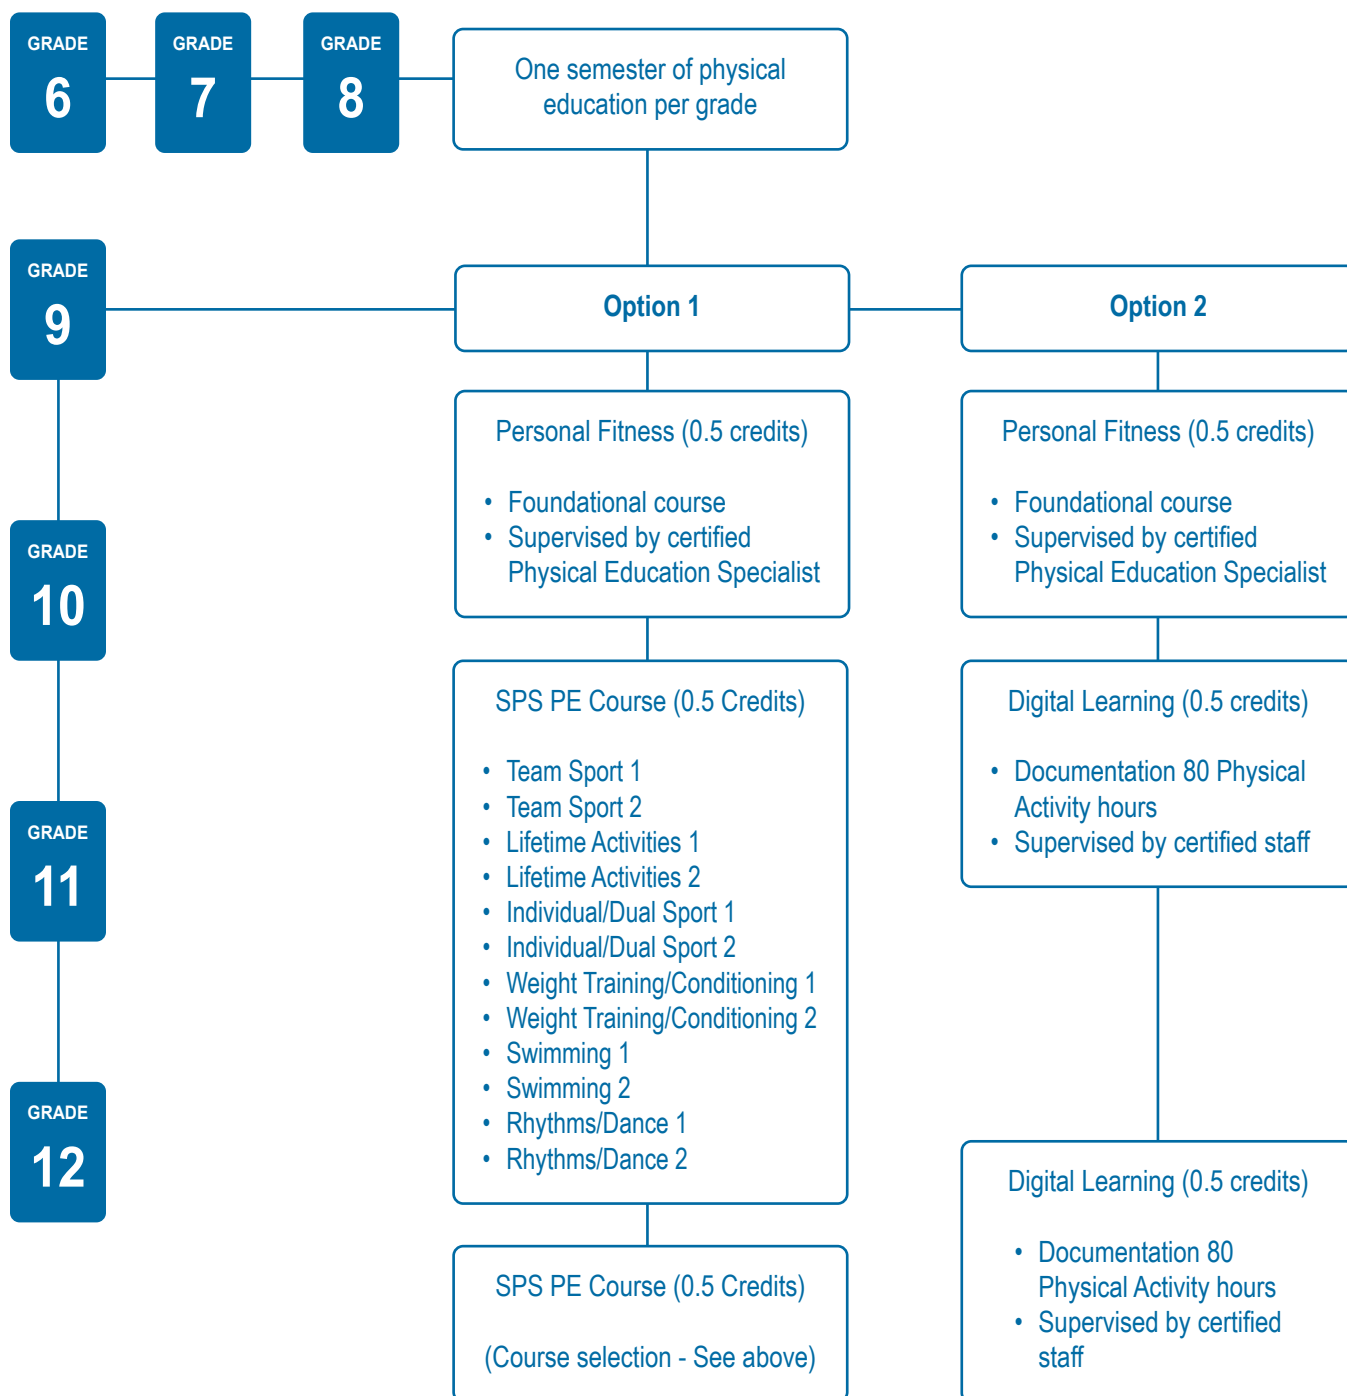 GRADE
6
GRADE
7
GRADE
8
One semester of physical
education per grade
GRADE
9
Option 1
Option 2
Personal Fitness (0.5 credits)
• Foundational course
• Supervised by certified
Physical Education Specialist
Personal Fitness (0.5 credits)
• Foundational course
• Supervised by certified
Physical Education Specialist
GRADE
10
SPS PE Course (0.5 Credits)
• Team Sport 1
• Team Sport 2
• Lifetime Activities 1
• Lifetime Activities 2
• Individual/Dual Sport 1
• Individual/Dual Sport 2
• Weight Training/Conditioning 1
• Weight Training/Conditioning 2
• Swimming 1
• Swimming 2
• Rhythms/Dance 1
• Rhythms/Dance 2
Digital Learning (0.5 credits)
• Documentation 80 Physical
Activity hours
• Supervised by certified staff
GRADE
11
GRADE
12
SPS PE Course (0.5 Credits)
(Course selection - See above)
Digital Learning (0.5 credits)
• Documentation 80
Physical Activity hours
• Supervised by certified
staff